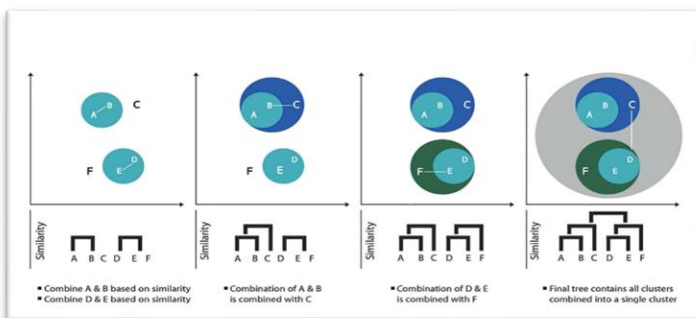 A
B
C
F
E
D
Similarity
A B C D E F
■ Combine A & B based on similarity
■ Combine D & E based on similarity
A
B
C
F
E
D
Similarity
A B C D E F
■ Combination of A & B
is combined with C
A
B
C
F
E
D
Similarity
A B C D E F
■ Combination of D & E
is combined with F
A
B
C
F
E
D
Similarity
A B C D E F
■ Final tree contains all clusters
combined into a single cluster